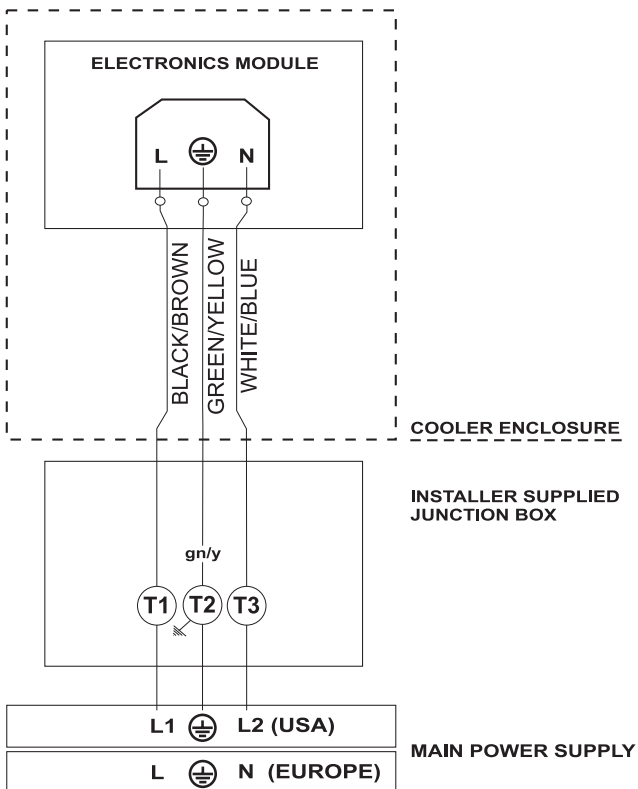 ELECTRONICS MODULE
L N
BLACK/BROWN
GREEN/YELLOW
WHITE/BLUE
COOLER ENCLOSURE
INSTALLER SUPPLIED
JUNCTION BOX
gn/y
T1 T2 T3
L1 L2 (USA)
MAIN POWER SUPPLY
L N (EUROPE)